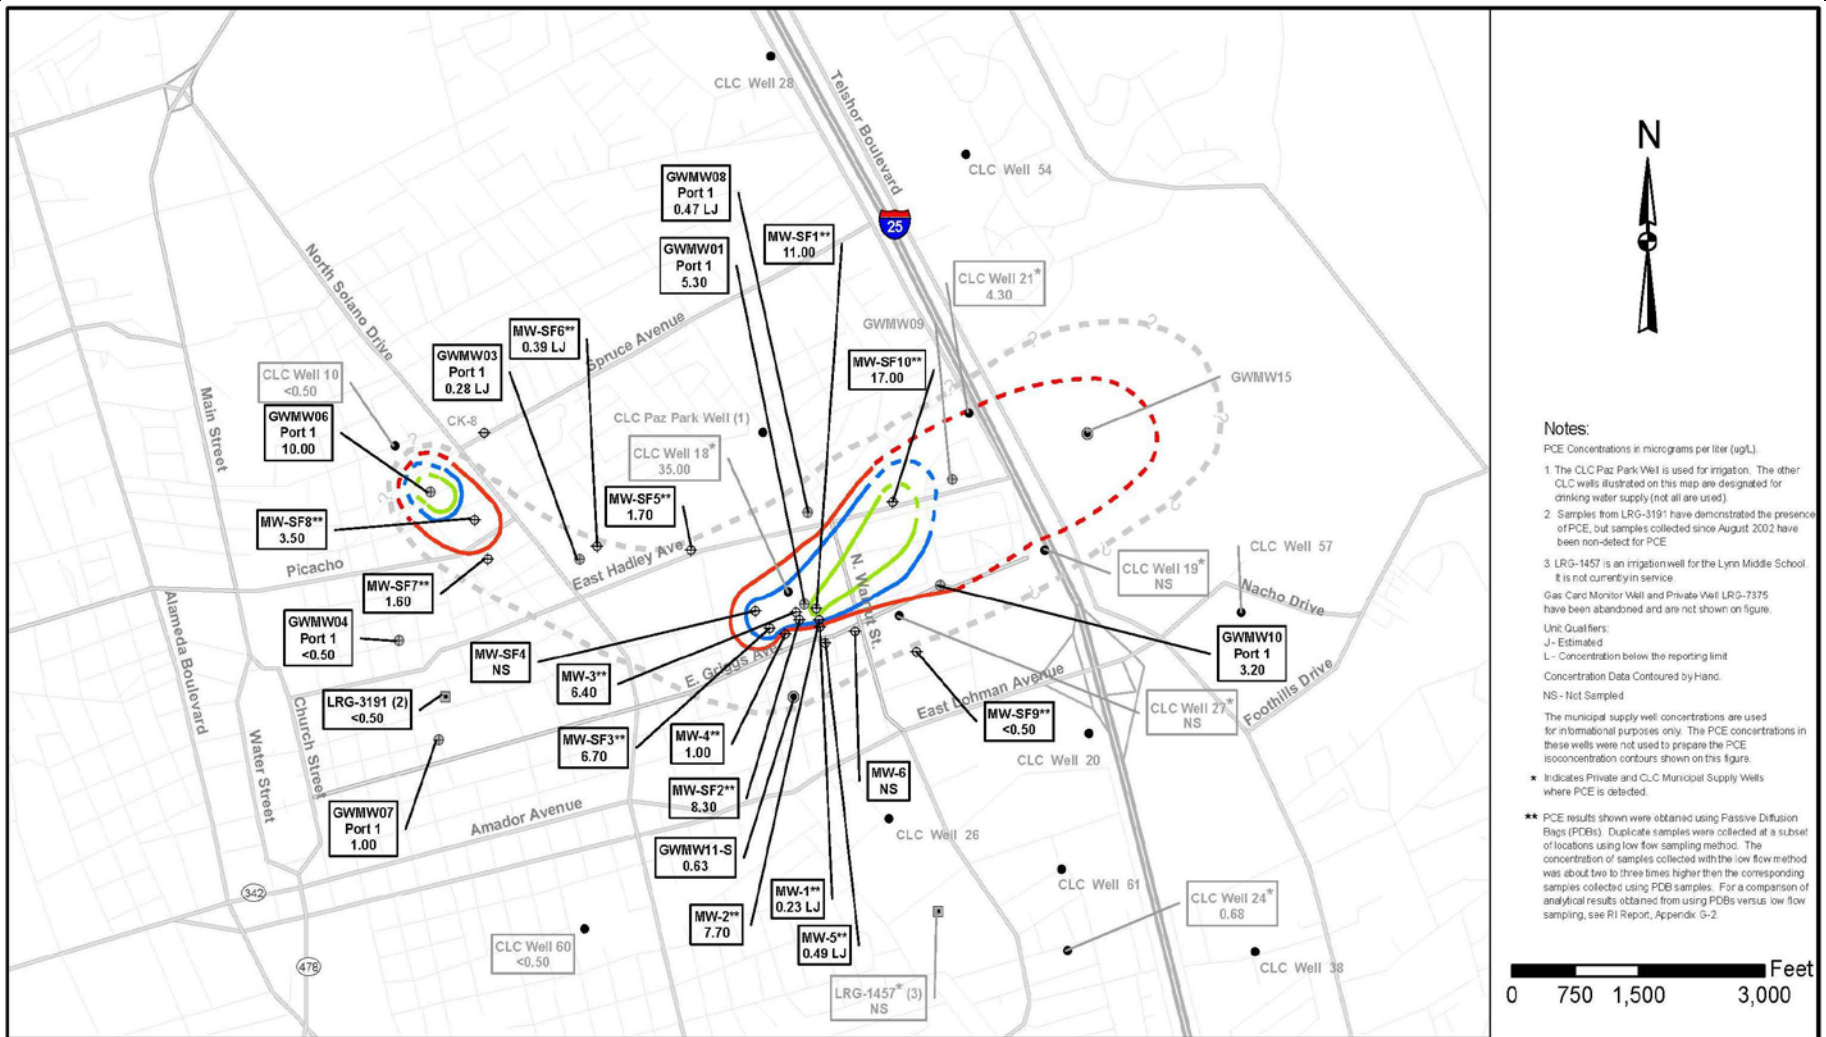 CLC Well 28
Telshor Boulevard
25
CLC Well 54
GWMW08
Port 1
0.47 LJ
GWMW01
Port 1
5.30
MW-SF1**
11.00
CLC Well 21*
4.30
GWMW09
North Solano Drive
Spruce Avenue
MW-SF6**
0.39 LJ
GWMW03
Port 1
0.28 LJ
MW-SF10**
17.00
GWMW15
CLC Well 10
<0.50
GWMW06
Port 1
10.00
CK-8
CLC Paz Park Well (1)
CLC Well 18*
35.00
Main Street
MW-SF5**
1.70
MW-SF8**
3.50
Picacho
East Hadley Ave
N. Walnut St.
CLC Well 57
CLC Well 19*
NS
Nacho Drive
MW-SF7**
1.60
Alameda Boulevard
GWMW04
Port 1
<0.50
MW-SF4
NS
MW-3**
6.40
E. Griggs Ave
GWMW10
Port 1
3.20
East Lohman Avenue
Foothills Drive
LRG-3191 (2)
<0.50
Church Street
Water Street
MW-SF3**
6.70
MW-4**
1.00
MW-SF9**
<0.50
CLC Well 27*
NS
CLC Well 20
MW-SF2**
8.30
MW-6
NS
GWMW07
Port 1
1.00
Amador Avenue
CLC Well 26
GWMW11-S
0.63
MW-1**
0.23 LJ
CLC Well 61
CLC Well 24*
0.68
342
MW-2**
7.70
MW-5**
0.49 LJ
CLC Well 60
<0.50
478
CLC Well 38
LRG-1457* (3)
NS
? ? ? ? ? ? ? ?
N
Notes:
PCE Concentrations in micrograms per liter (ug/L).
1. The CLC Paz Park Well is used for irrigation. The other
CLC wells illustrated on this map are designated for
drinking water supply (not all are used).
2 Samples from LRG-3191 have demonstrated the presence
of PCE, but samples collected since August 2002 have
been non-detect for PCE
3. LRG-1457 is an irrigation well for the Lynn Middle School.
It is not currently in service.
Gas Card Monitor Well and Private Well LRG-7375
have been abandoned and are not shown on figure.
Unit Qualifiers:
J - Estimated
L - Concentration below the reporting limit
Concentration Data Contoured by Hand.
NS - Not Sampled
The municipal supply well concentrations are used
for informational purposes only. The PCE concentrations in
these wells were not used to prepare the PCE
isoconcentration contours shown on this figure.
* Indicates Private and CLC Municipal Supply Wells
where PCE is detected.
** PCE results shown were obtained using Passive Diffusion
Bags (PDBs). Duplicate samples were collected at a subset
of locations using low flow sampling method. The
concentration of samples collected with the low flow method
was about two to three times higher then the corresponding
samples collected using PDB samples. For a comparison of
analytical results obtained from using PDBs versus low flow
sampling, see RI Report, Appendix G-2.
Feet
0 750 1,500 3,000